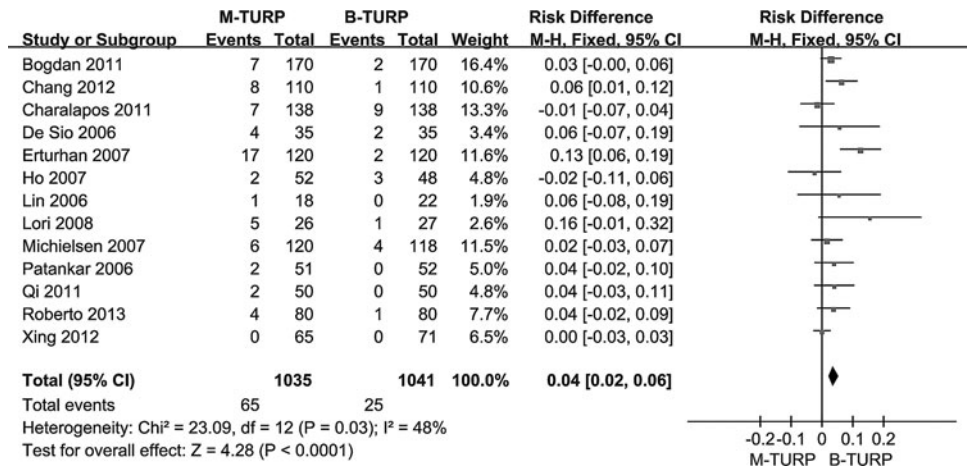 M-TURP B-TURP Risk Difference Risk Difference
Study or Subgroup Events Total Events Total Weight M-H, Fixed, 95% CI M-H, Fixed, 95% CI
Bogdan 2011 7 170 2 170 16.4% 0.03 [-0.00, 0.06]
Chang 2012 8 110 1 110 10.6% 0.06 [0.01, 0.12]
Charalapos 2011 7 138 9 138 13.3% -0.01 [-0.07, 0.04]
De Sio 2006 4 35 2 35 3.4% 0.06 [-0.07, 0.19]
Erturhan 2007 17 120 2 120 11.6% 0.13 [0.06, 0.19]
Ho 2007 2 52 3 48 4.8% -0.02 [-0.11, 0.06]
Lin 2006 1 18 0 22 1.9% 0.06 [-0.08, 0.19]
Lori 2008 5 26 1 27 2.6% 0.16 [-0.01, 0.32]
Michielsen 2007 6 120 4 118 11.5% 0.02 [-0.03, 0.07]
Patankar 2006 2 51 0 52 5.0% 0.04 [-0.02, 0.10]
Qi 2011 2 50 0 50 4.8% 0.04 [-0.03, 0.11]
Roberto 2013 4 80 1 80 7.7% 0.04 [-0.02, 0.09]
Xing 2012 0 65 0 71 6.5% 0.00 [-0.03, 0.03]
Total (95% CI) 1035 1041 100.0% 0.04 [0.02, 0.06]
Total events 65 25
Heterogeneity: Chi² = 23.09, df = 12 (P = 0.03); I² = 48%
Test for overall effect: Z = 4.28 (P < 0.0001)
-0.2 -0.1 0 0.1 0.2
M-TURP B-TURP